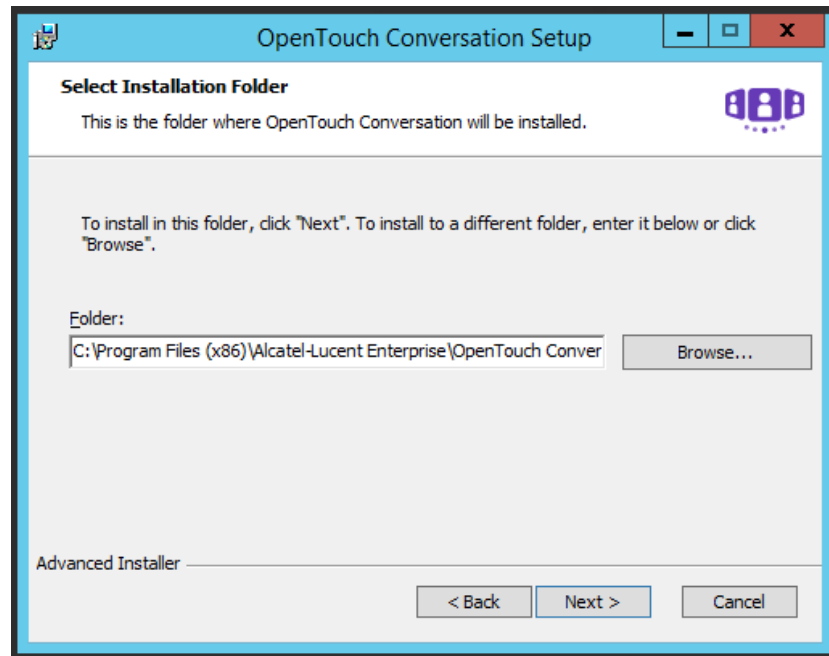 OpenTouch Conversation Setup
Select Installation Folder
This is the folder where OpenTouch Conversation will be installed.
To install in this folder, click "Next". To install to a different folder, enter it below or click
"Browse".
Folder:
C:\Program Files (x86)\Alcatel-Lucent Enterprise\OpenTouch Conver
Browse...
Advanced Installer
< Back
Next >
Cancel